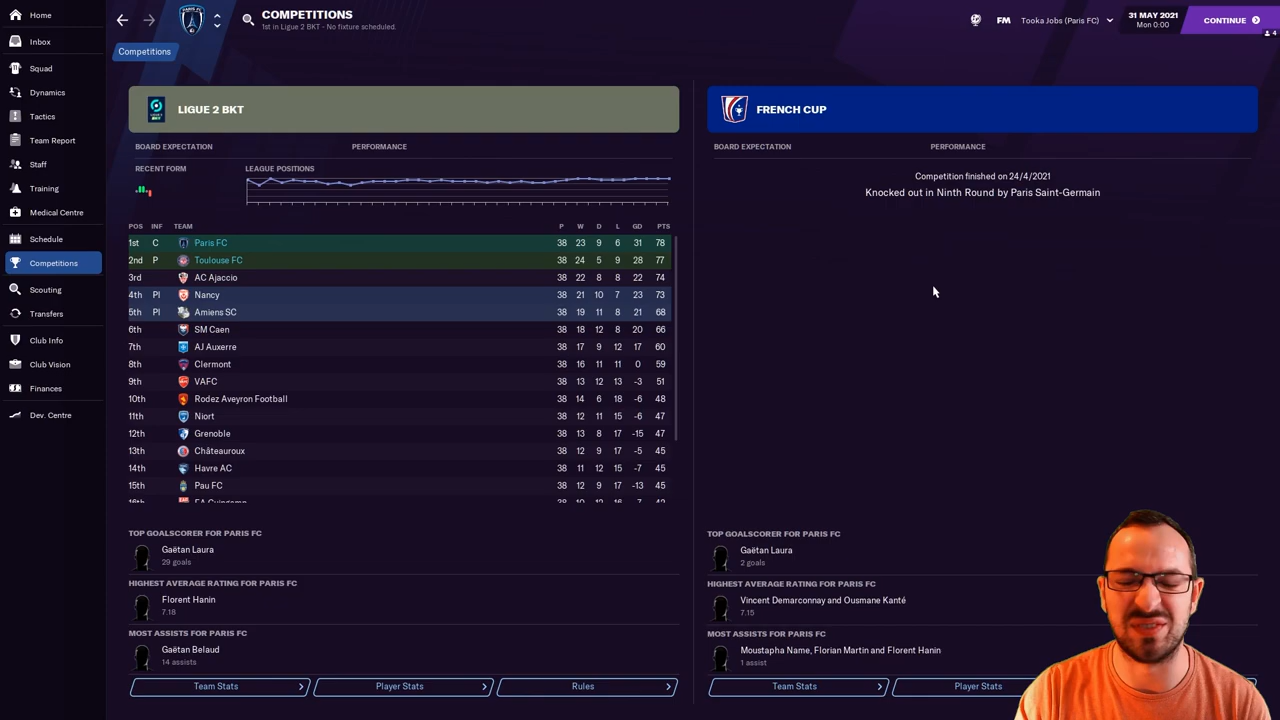 Home
Inbox
Squad
Dynamics
Tactics
Team Report
Staff
Training
Medical Centre
Schedule
Competitions
Scouting
Transfers
Club Info
Club Vision
Finances
Dev. Centre
COMPETITIONS
1st in Ligue 2 BKT - No fixture scheduled.
FM Tooka Jobs (Paris FC)
31 MAY 2021
Mon 0:00
CONTINUE
4
Competitions
LIGUE 2 BKT
BOARD EXPECTATION PERFORMANCE
RECENT FORM LEAGUE POSITIONS
POS INF TEAM P W D L GD PTS
1st C Paris FC 38 23 9 6 31 78
2nd P Toulouse FC 38 24 5 9 28 77
3rd AC Ajaccio 38 22 8 8 22 74
4th Pl Nancy 38 21 10 7 23 73
5th Pl Amiens SC 38 19 11 8 21 68
6th SM Caen 38 18 12 8 20 66
7th AJ Auxerre 38 17 9 12 17 60
8th Clermont 38 16 11 11 0 59
9th VAFC 38 13 12 13 -3 51
10th Rodez Aveyron Football 38 14 6 18 -6 48
11th Niort 38 12 11 15 -6 47
12th Grenoble 38 13 8 17 -15 47
13th Châteauroux 38 12 9 17 -5 45
14th Havre AC 38 11 12 15 -7 45
15th Pau FC 38 12 9 17 -13 45
TOP GOALSCORER FOR PARIS FC
Gaëtan Laura
29 goals
HIGHEST AVERAGE RATING FOR PARIS FC
Florent Hanin
7.18
MOST ASSISTS FOR PARIS FC
Gaëtan Belaud
14 assists
Team Stats
Player Stats
Rules
FRENCH CUP
BOARD EXPECTATION PERFORMANCE
Competition finished on 24/4/2021
Knocked out in Ninth Round by Paris Saint-Germain
TOP GOALSCORER FOR PARIS FC
Gaëtan Laura
2 goals
HIGHEST AVERAGE RATING FOR PARIS FC
Vincent Demarconnay and Ousmane Kanté
7.15
MOST ASSISTS FOR PARIS FC
Moustapha Name, Florian Martin and Florent Hanin
1 assist
Team Stats
Player Stats